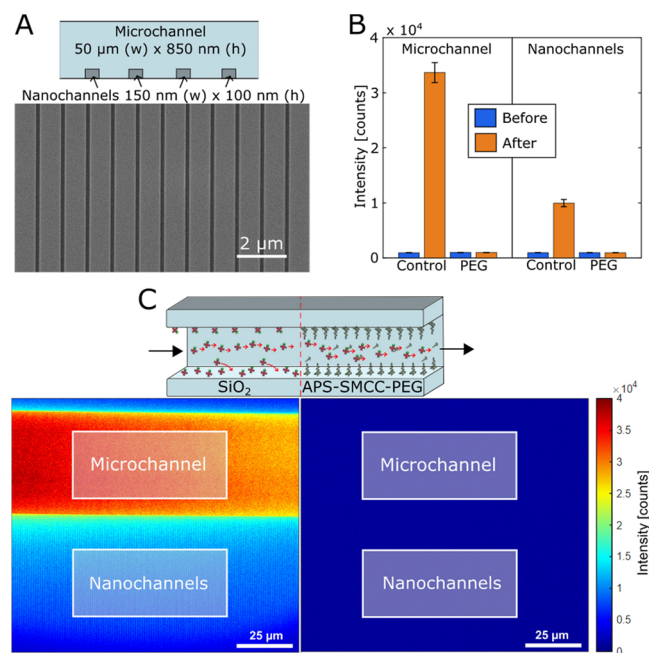 A
Microchannel
50 μm (w) x 850 nm (h)
Nanochannels 150 nm (w) x 100 nm (h)
2 μm
B
x 10⁴
Microchannel Nanochannels
Intensity [counts]
4
3
2
1
0
Before
After
Control PEG Control PEG
C
SiO₂ APS-SMCC-PEG
Microchannel
Nanochannels
25 μm
Microchannel
Nanochannels
25 μm
x10⁴
4
3.5
3
2.5
2
1.5
1
0.5
0
Intensity [counts]